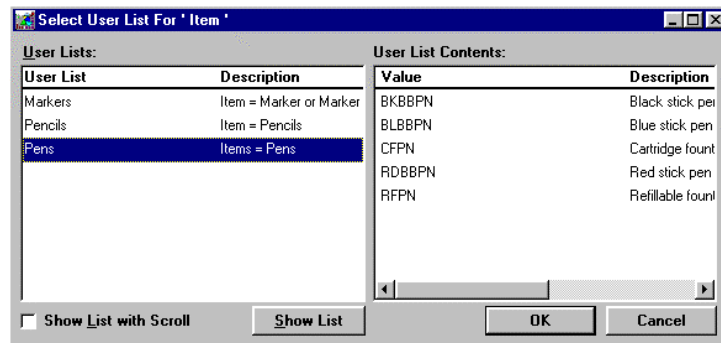 Select User List For ' Item '
User Lists:
User List Description
Markers Item = Marker or Marker
Pencils Item = Pencils
Pens Items = Pens
Show List with Scroll
Show List
User List Contents:
Value Description
BKBBPN Black stick pen
BLBBPN Blue stick pen
CFPN Cartridge fount
RDBBPN Red stick pen
RFPN Refillable fount
OK
Cancel